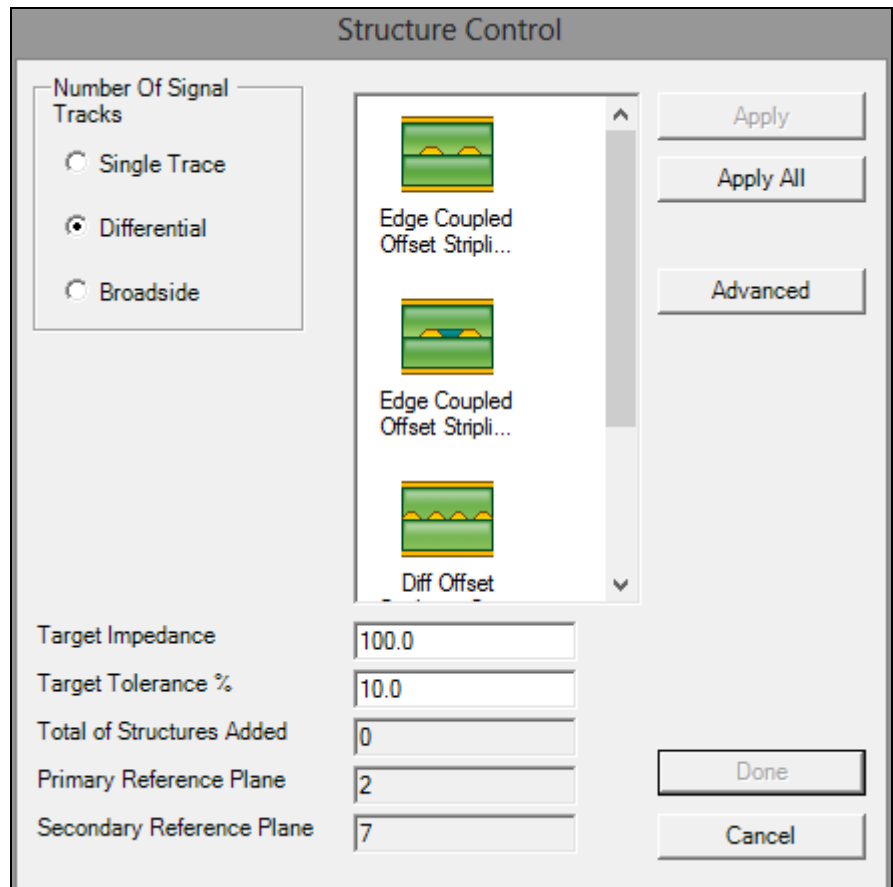 Structure Control
Number Of Signal
Tracks
Single Trace
Differential
Broadside
Edge Coupled
Offset Stripli...
Edge Coupled
Offset Stripli...
Diff Offset
Apply
Apply All
Advanced
Target Impedance
100.0
Target Tolerance %
10.0
Total of Structures Added
0
Primary Reference Plane
2
Secondary Reference Plane
7
Done
Cancel